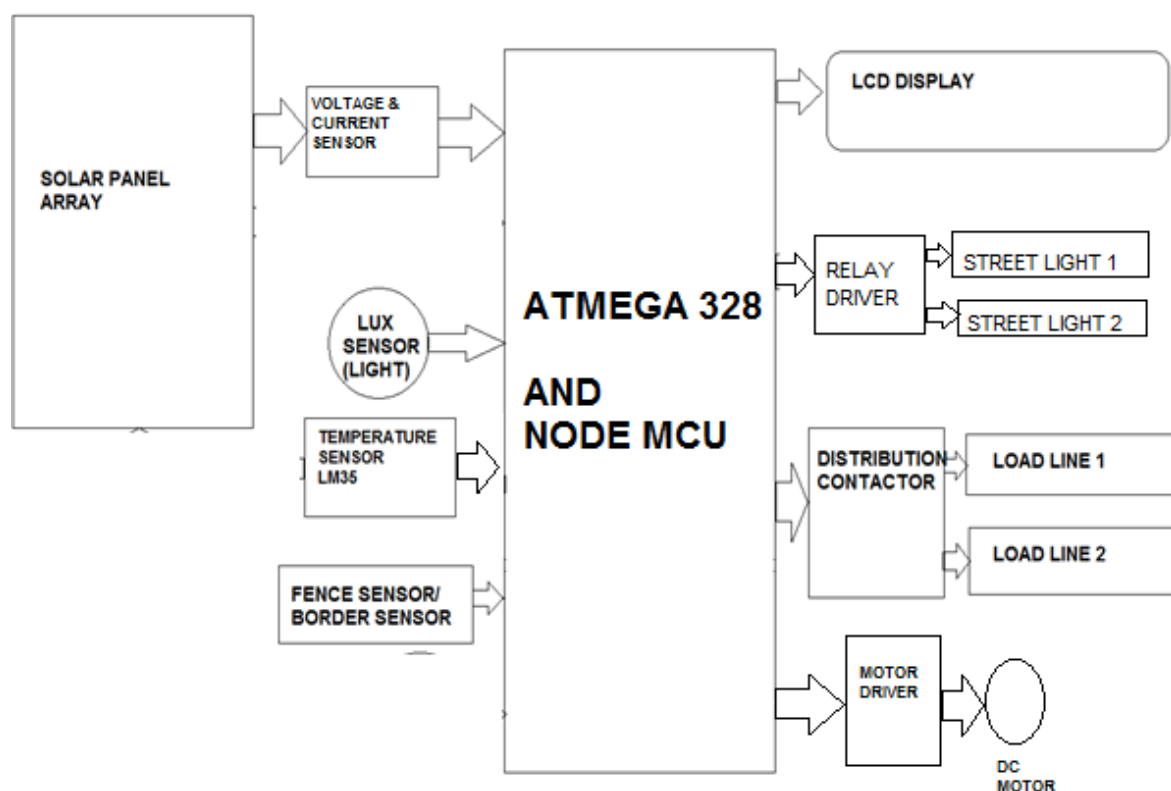 SOLAR PANEL
ARRAY
VOLTAGE &
CURRENT
SENSOR
LUX
SENSOR
(LIGHT)
TEMPERATURE
SENSOR
LM35
FENCE SENSOR/
BORDER SENSOR
ATMEGA 328
AND
NODE MCU
LCD DISPLAY
RELAY
DRIVER
STREET LIGHT 1
STREET LIGHT 2
DISTRIBUTION
CONTACTOR
LOAD LINE 1
LOAD LINE 2
MOTOR
DRIVER
DC
MOTOR